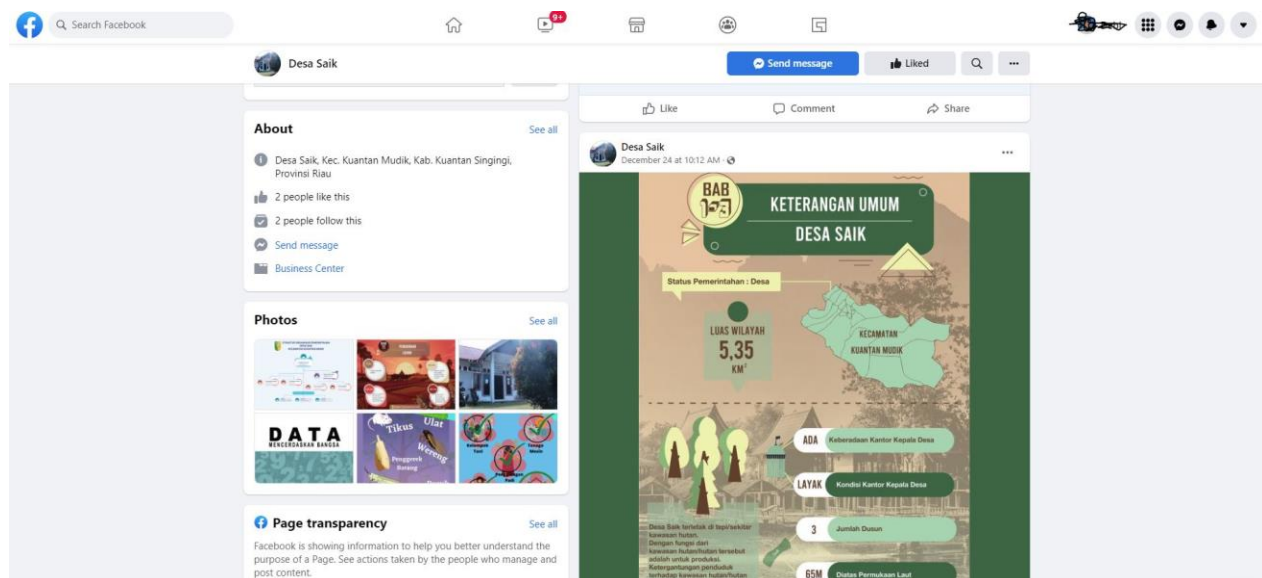 Search Facebook
9+
Desa Saik
Send message
Liked
About
See all
Desa Saik, Kec. Kuantan Mudik, Kab. Kuantan Singingi,
Provinsi Riau
2 people like this
2 people follow this
Send message
Business Center
Photos
See all
DATA
MENCERDASKAN BANGSA
Tikus
Ulat
Wereng
Penggerek
Batang
Page transparency
See all
Facebook is showing information to help you better understand the
purpose of a Page. See actions taken by the people who manage and
post content.
Like
Comment
Share
Desa Saik
December 24 at 10:12 AM ·
BAB
KETERANGAN UMUM
DESA SAIK
Status Pemerintahan : Desa
LUAS WILAYAH
5,35
KM²
KECAMATAN
KUANTAN MUDIK
ADA Keberadaan Kantor Kepala Desa
LAYAK Kondisi Kantor Kepala Desa
3 Jumlah Dusun
65M Diatas Permukaan Laut
Desa Saik terletak di tepi/sekitar
kawasan hutan.
Dengan fungsi dari
kawasan hutan/hutan tersebut
adalah untuk produksi.
Ketergantungan penduduk
terhadap kawasan hutan/hutan